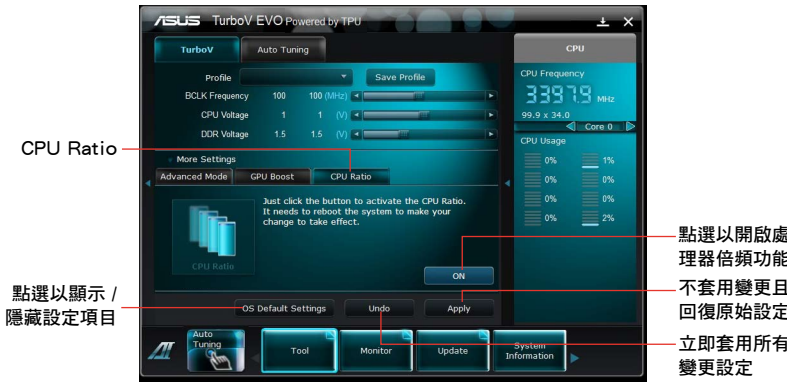 ASUS TurboV EVO Powered by TPU
TurboV
Auto Tuning
Profile
Save Profile
BCLK Frequency 100 100 (MHz)
CPU Voltage 1 1 (V)
DDR Voltage 1.5 1.5 (V)
More Settings
Advanced Mode
GPU Boost
CPU Ratio
Just click the button to activate the CPU Ratio.
It needs to reboot the system to make your
change to take effect.
CPU Ratio
ON
OS Default Settings
Undo
Apply
CPU
CPU Frequency
3397.9 MHz
99.9 x 34.0
Core 0
CPU Usage
0% 1%
0% 0%
0% 0%
0% 2%
Auto
Tuning
Tool
Monitor
Update
System
Information
CPU Ratio
點選以顯示 /
隱藏設定項目
點選以開啟處
理器倍頻功能
不套用變更且
回復原始設定
立即套用所有
變更設定